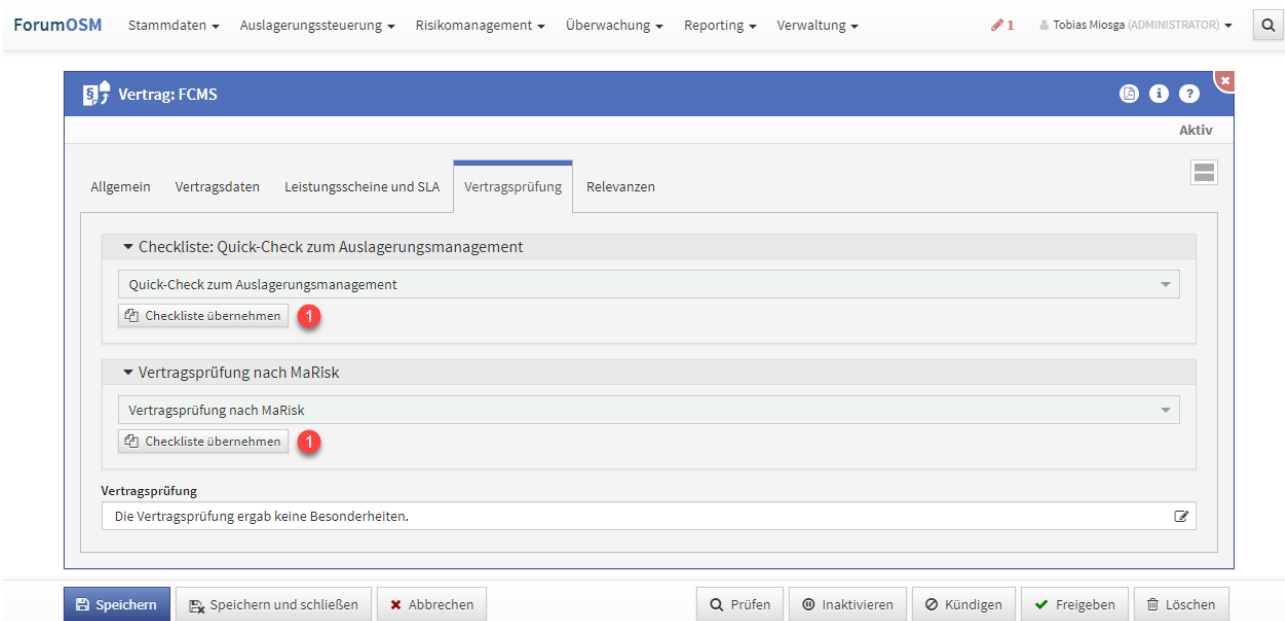 ForumOSM Stammdaten Auslagerungssteuerung Risikomanagement Überwachung Reporting Verwaltung 1 Tobias Miosga (ADMINISTRATOR)
§ Vertrag: FCMS i ?
Aktiv
Allgemein Vertragsdaten Leistungsscheine und SLA Vertragsprüfung Relevanzen
Checkliste: Quick-Check zum Auslagerungsmanagement
Quick-Check zum Auslagerungsmanagement
Checkliste übernehmen 1
Vertragsprüfung nach MaRisk
Vertragsprüfung nach MaRisk
Checkliste übernehmen 1
Vertragsprüfung
Die Vertragsprüfung ergab keine Besonderheiten.
Speichern Speichern und schließen Abbrechen Prüfen Inaktivieren Kündigen Freigeben Löschen